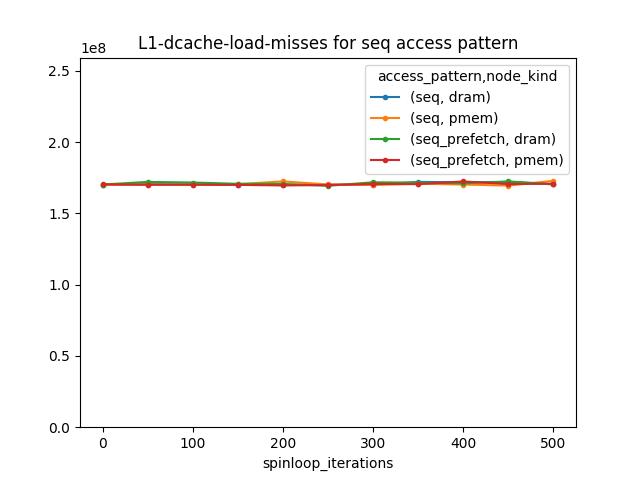 L1-dcache-load-misses for seq access pattern
1e8
2.5
2.0
1.5
1.0
0.5
0.0
access_pattern,node_kind
(seq, dram)
(seq, pmem)
(seq_prefetch, dram)
(seq_prefetch, pmem)
0 100 200 300 400 500
spinloop_iterations